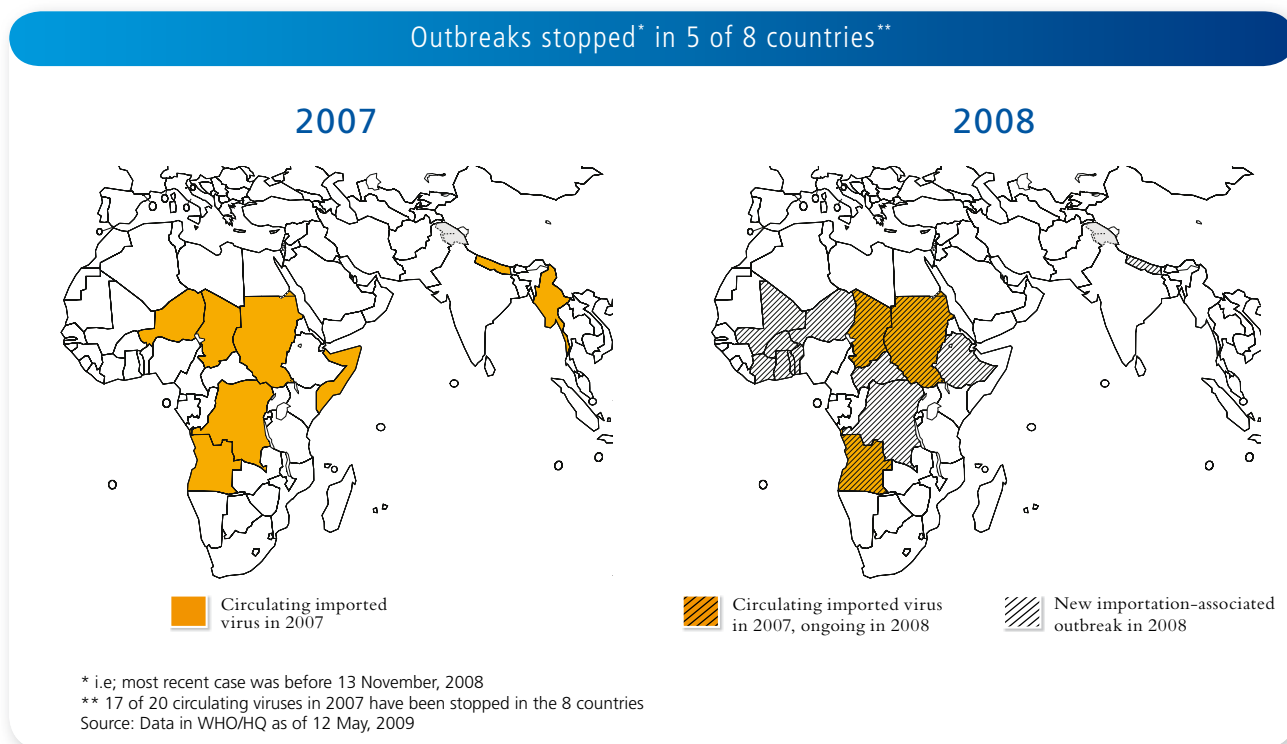 Outbreaks stopped* in 5 of 8 countries**
2007
2008
Circulating imported
virus in 2007
Circulating imported virus
in 2007, ongoing in 2008
New importation-associated
outbreak in 2008
* i.e; most recent case was before 13 November, 2008
** 17 of 20 circulating viruses in 2007 have been stopped in the 8 countries
Source: Data in WHO/HQ as of 12 May, 2009